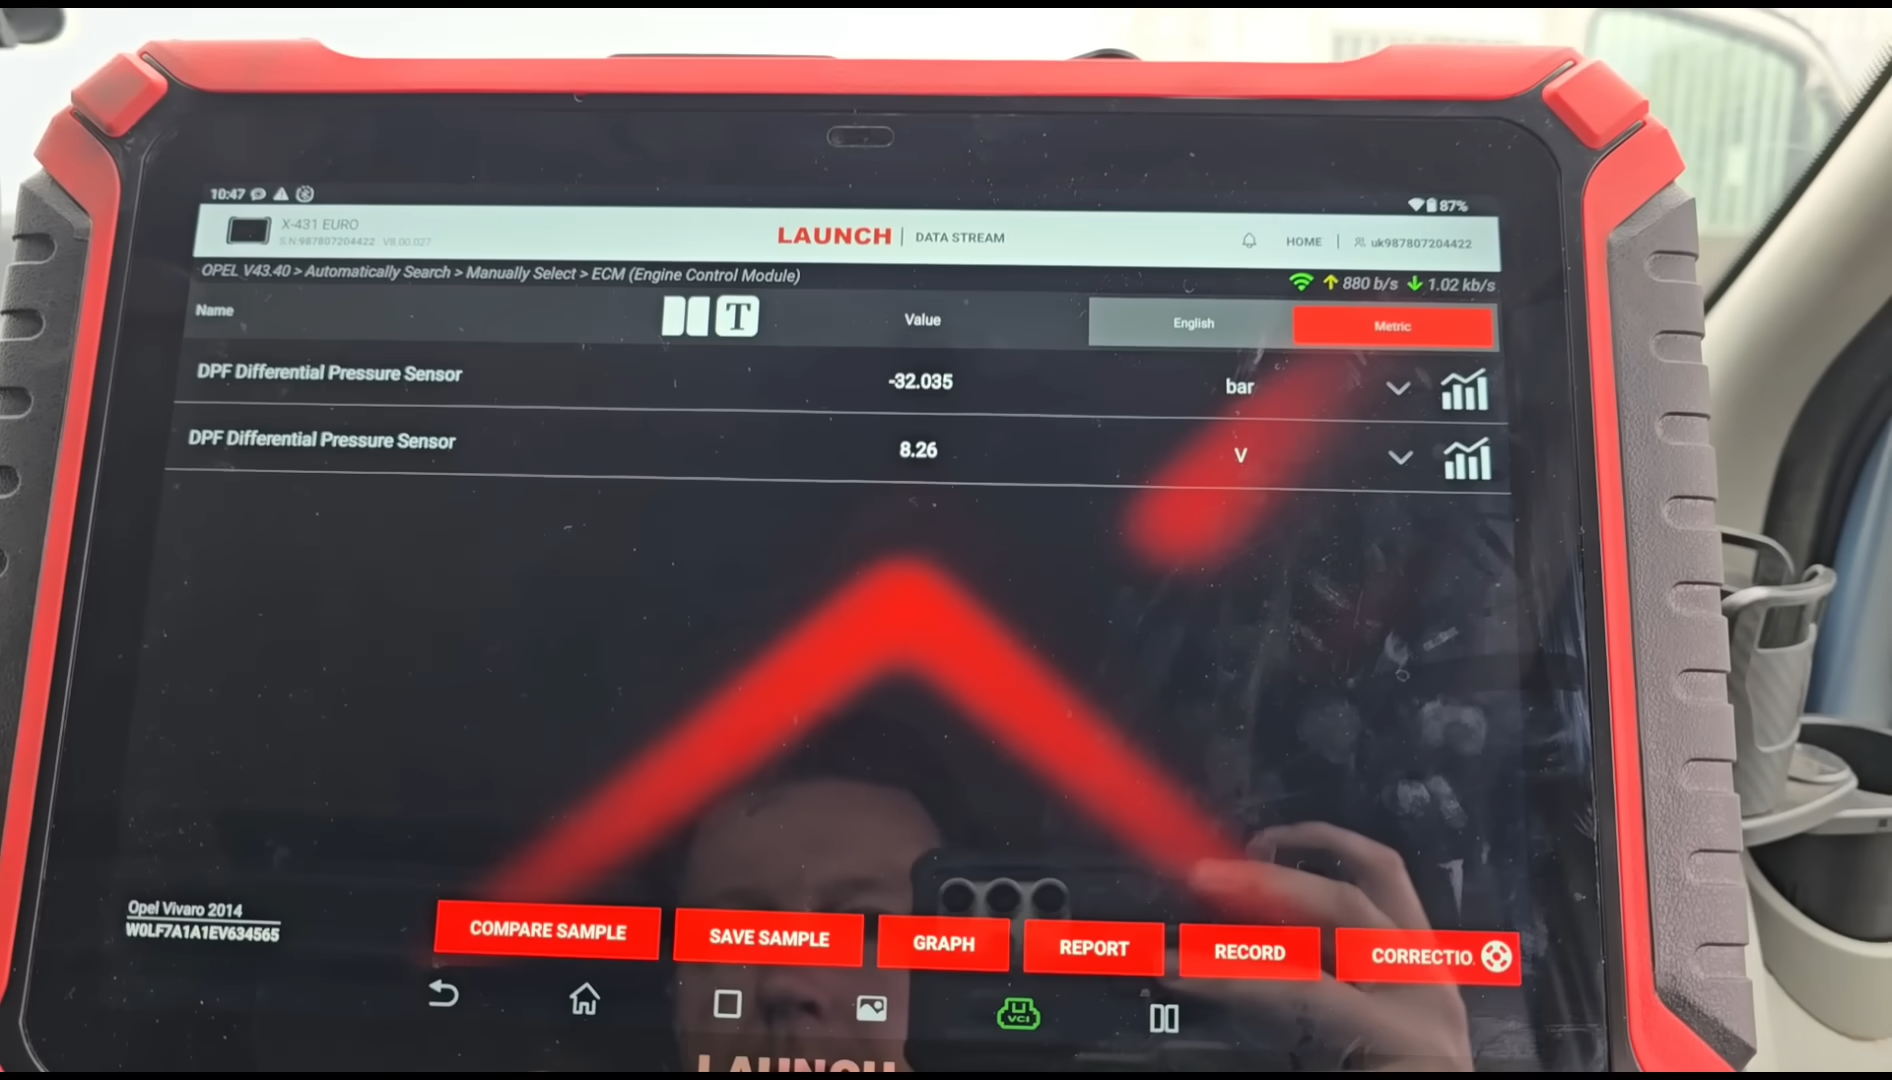 10:47
87%
X-431 EURO
S.N:987807204422 V8.00.027
LAUNCH | DATA STREAM
HOME | uk987807204422
OPEL V43.40 > Automatically Search > Manually Select > ECM (Engine Control Module)
880 b/s 1.02 kb/s
Name T Value English Metric
DPF Differential Pressure Sensor -32.035 bar
DPF Differential Pressure Sensor 8.26 V
Opel Vivaro 2014
W0LF7A1A1EV634565
COMPARE SAMPLE SAVE SAMPLE GRAPH REPORT RECORD CORRECTIO.
VCI
LAUNCH